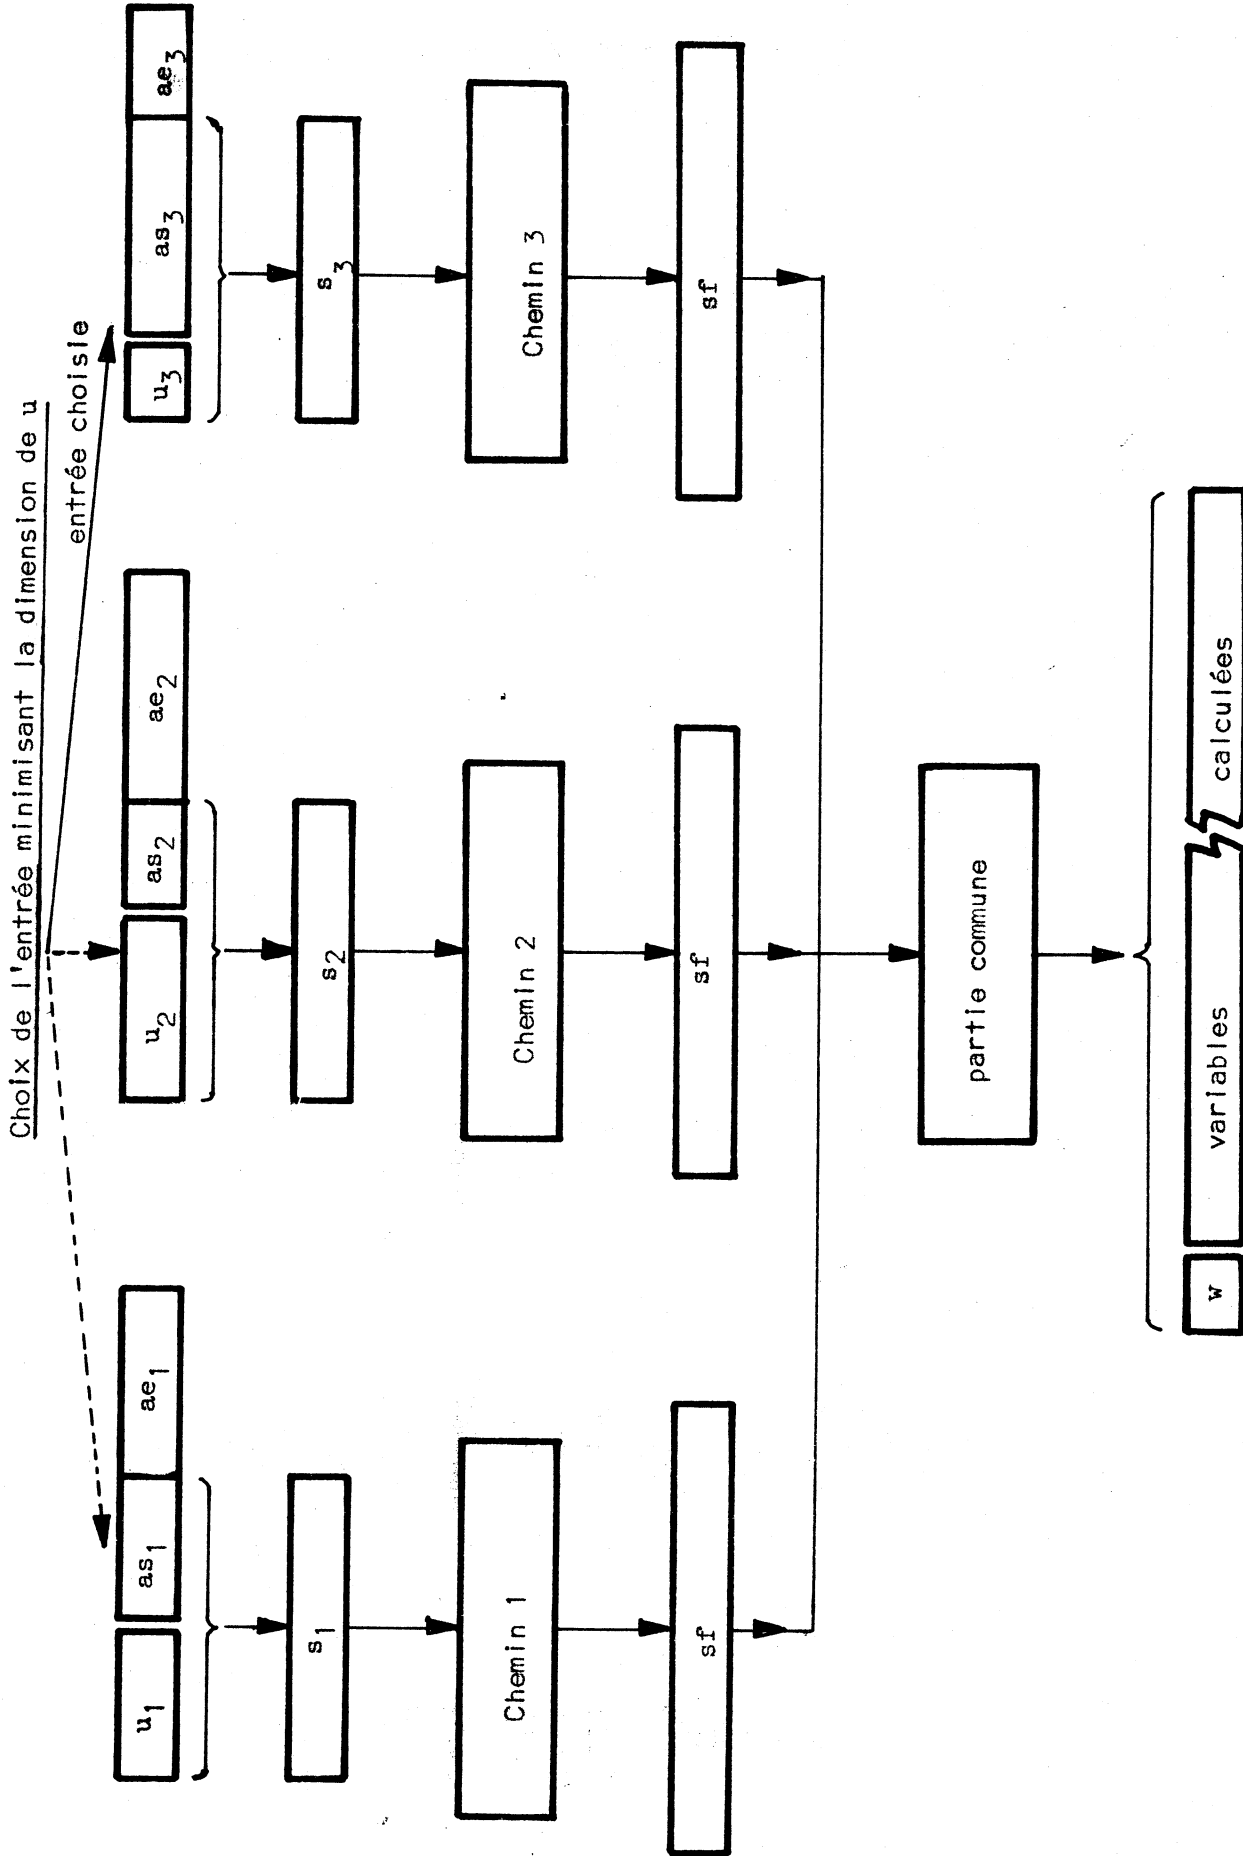 Choix de l'entrée minimisant la dimension de u
entrée choisie
u1 as1 ae1
u2 as2 ae2
u3 as3 ae3
s1
s2
s3
Chemin 1
Chemin 2
Chemin 3
sf
sf
sf
partie commune
w variables calculées